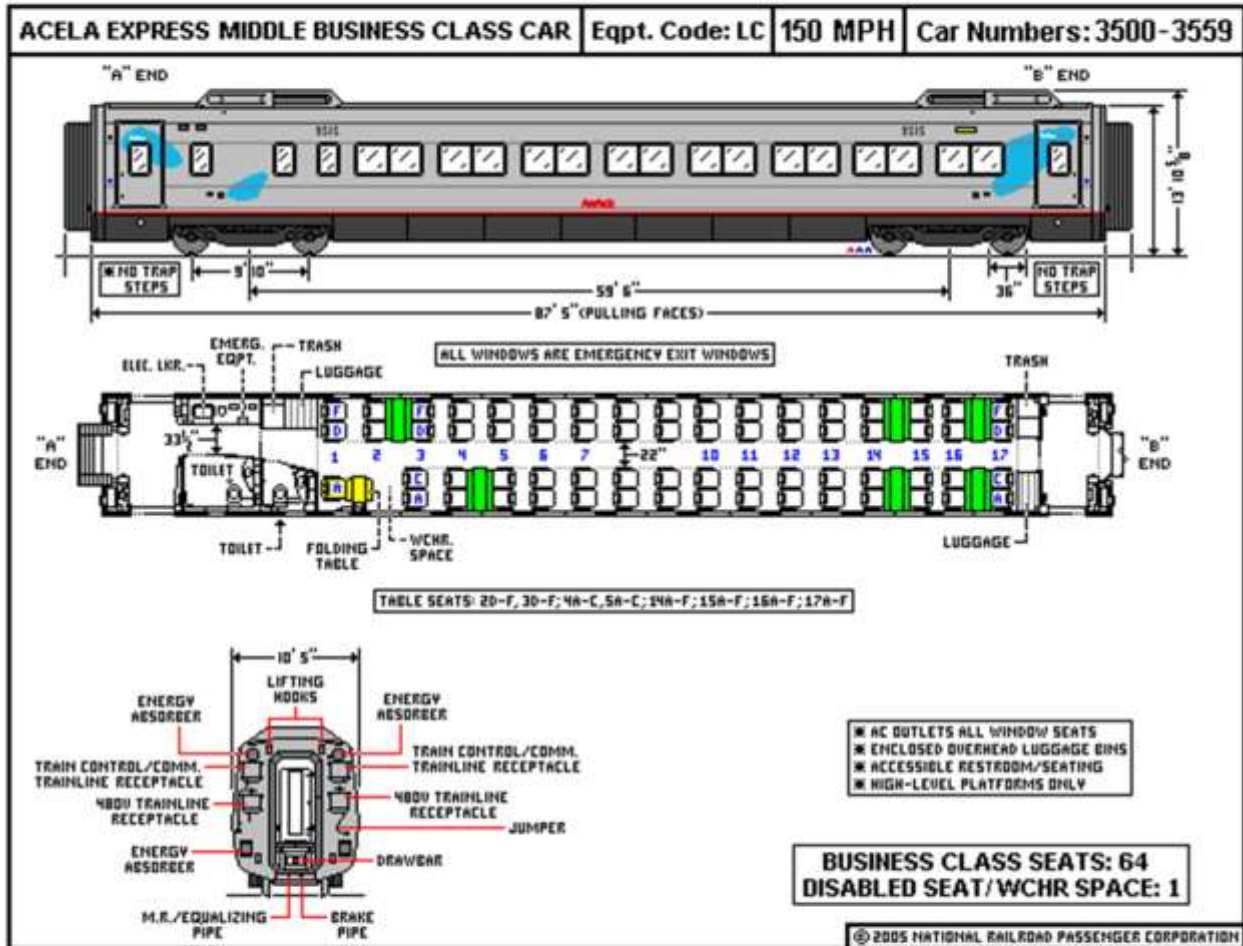 ACELA EXPRESS MIDDLE BUSINESS CLASS CAR
Eqpt. Code: LC
150 MPH
Car Numbers: 3500-3559
"A" END
"B" END
Amtrak
13' 10 5/8"
* NO TRAP
STEPS
9' 10"
59' 6"
36"
NO TRAP
STEPS
87' 5" (PULLING FACES)
ALL WINDOWS ARE EMERGENCY EXIT WINDOWS
ELEC. LKR.
EMERG.
EQPT.
TRASH
LUGGAGE
TRASH
"A"
END
33½"
TOILET
F
D
A
F
D
C
A
1 2 3 4 5 6 7 22" 10 11 12 13 14 15 16 17
F
D
C
A
"B"
END
TOILET
FOLDING
TABLE
WCHR.
SPACE
LUGGAGE
TABLE SEATS: 2D-F, 3D-F; 4A-C, 5A-C; 14A-F; 15A-F; 16A-F; 17A-F
10' 5"
LIFTING
HOOKS
ENERGY
ABSORBER
ENERGY
ABSORBER
TRAIN CONTROL/COMM.
TRAINLINE RECEPTACLE
TRAIN CONTROL/COMM.
TRAINLINE RECEPTACLE
480V TRAINLINE
RECEPTACLE
480V TRAINLINE
RECEPTACLE
JUMPER
ENERGY
ABSORBER
DRAWBAR
M.R./EQUALIZING
PIPE
BRAKE
PIPE
* AC OUTLETS ALL WINDOW SEATS
* ENCLOSED OVERHEAD LUGGAGE BINS
* ACCESSIBLE RESTROOM/SEATING
* HIGH-LEVEL PLATFORMS ONLY
BUSINESS CLASS SEATS: 64
DISABLED SEAT/WCHR SPACE: 1
© 2005 NATIONAL RAILROAD PASSENGER CORPORATION